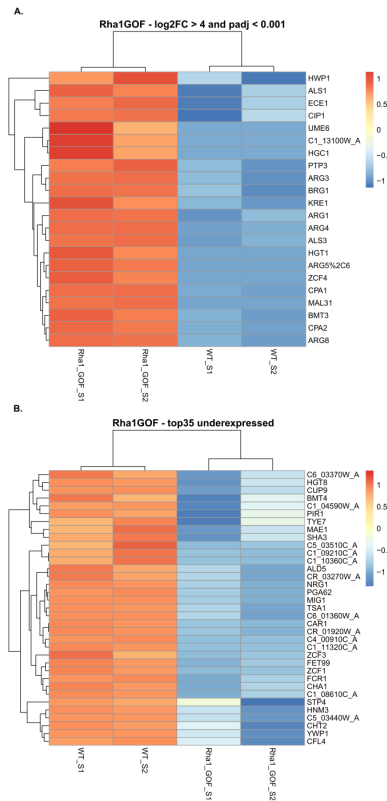 A.
Rha1GOF - log2FC > 4 and padj < 0.001
HWP1
ALS1
ECE1
CIP1
UME6
C1_13100W_A
HGC1
PTP3
ARG3
BRG1
KRE1
ARG1
ARG4
ALS3
HGT1
ARG5%2C6
ZCF4
CPA1
MAL31
BMT3
CPA2
ARG8
1
0.5
0
−0.5
−1
Rha1_GOF_S1
Rha1_GOF_S2
WT_S1
WT_S2
B.
Rha1GOF - top35 underexpressed
C6_03370W_A
HGT8
CUP9
BMT4
C1_04590W_A
PIR1
TYE7
MAE1
SHA3
C5_03510C_A
C1_09210C_A
C1_10360C_A
ALD5
CR_03270W_A
NRG1
PGA62
MIG1
TSA1
C6_01360W_A
CAR1
CR_01920W_A
C4_00910C_A
C1_11320C_A
ZCF3
FET99
ZCF1
FCR1
CHA1
C1_08610C_A
STP4
HNM3
C5_03440W_A
CHT2
YWP1
CFL4
1
0.5
0
−0.5
−1
WT_S1
WT_S2
Rha1_GOF_S1
Rha1_GOF_S2